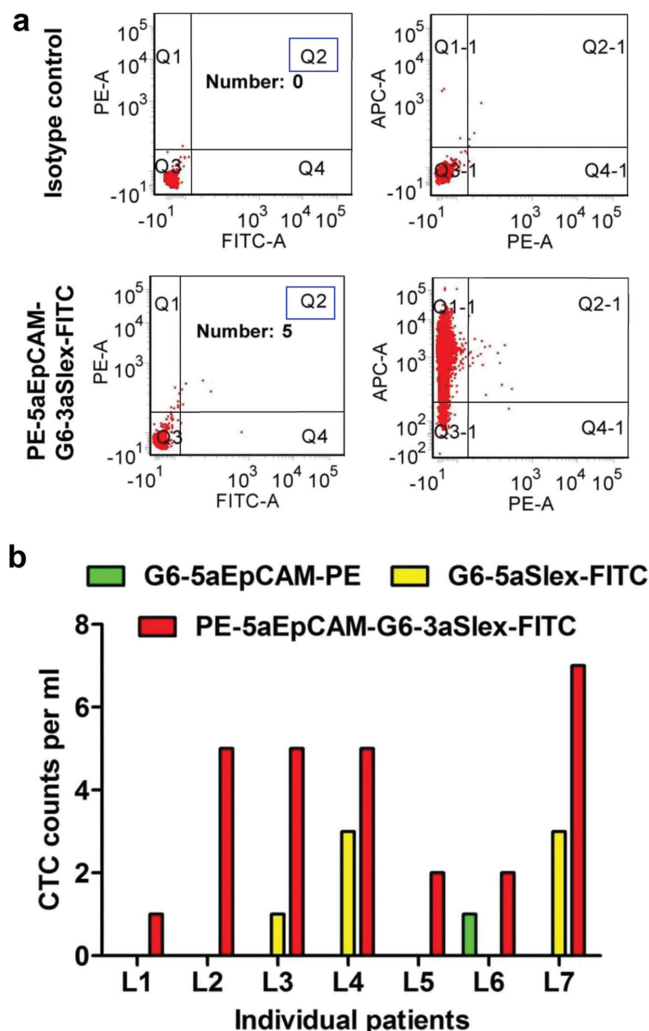 a
Isotype control
PE-A
10⁵
10⁴
10³
-10¹
Q1
Q2
Number: 0
Q3
Q4
-10¹ 10³ 10⁴ 10⁵
FITC-A
APC-A
10⁵
10⁴
10³
-10¹
Q1-1
Q2-1
Q3-1
Q4-1
-10¹ 10³ 10⁴ 10⁵
PE-A
PE-5aEpCAM-
G6-3aSlex-FITC
PE-A
10⁵
10⁴
10³
-10¹
Q1
Q2
Number: 5
Q3
Q4
-10¹ 10³ 10⁴ 10⁵
FITC-A
APC-A
10⁵
10⁴
10³
10²
-10²
Q1-1
Q2-1
Q3-1
Q4-1
-10¹ 10³ 10⁴ 10⁵
PE-A
b
G6-5aEpCAM-PE
G6-5aSlex-FITC
PE-5aEpCAM-G6-3aSlex-FITC
CTC counts per ml
8
6
4
2
0
L1 L2 L3 L4 L5 L6 L7
Individual patients